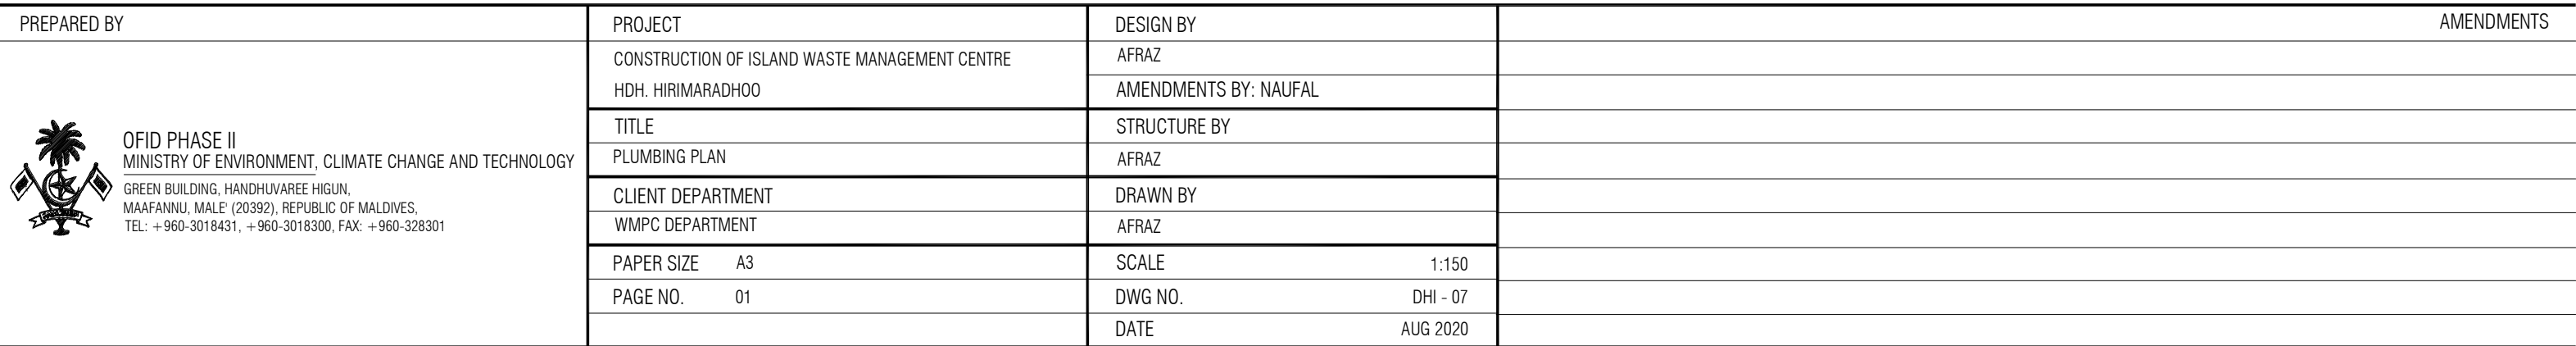 PREPARED BY
OFID PHASE II
MINISTRY OF ENVIRONMENT, CLIMATE CHANGE AND TECHNOLOGY
GREEN BUILDING, HANDHUVAREE HIGUN,
MAAFANNU, MALE' (20392), REPUBLIC OF MALDIVES,
TEL: +960-3018431, +960-3018300, FAX: +960-328301
PROJECT
CONSTRUCTION OF ISLAND WASTE MANAGEMENT CENTRE
HDH. HIRIMARADHOO
TITLE
PLUMBING PLAN
CLIENT DEPARTMENT
WMPC DEPARTMENT
PAPER SIZE A3
PAGE NO. 01
DESIGN BY
AFRAZ
AMENDMENTS BY: NAUFAL
STRUCTURE BY
AFRAZ
DRAWN BY
AFRAZ
SCALE 1:150
DWG NO. DHI - 07
DATE AUG 2020
AMENDMENTS